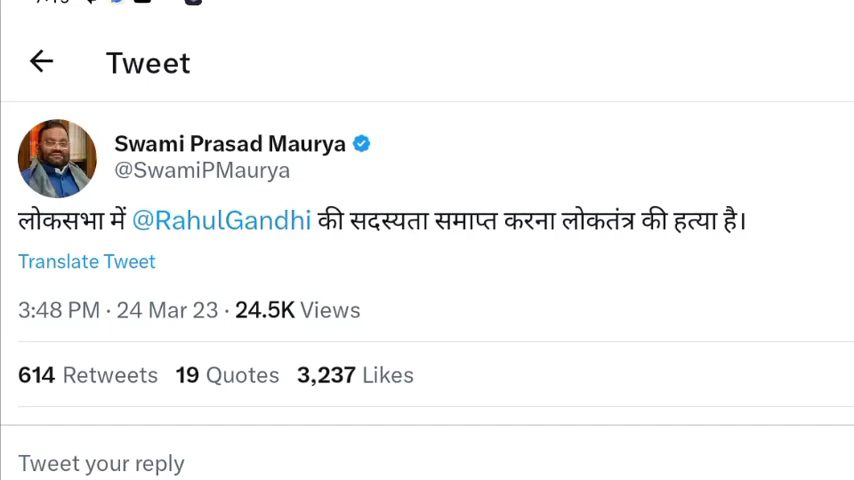 Tweet
Swami Prasad Maurya
@SwamiPMaurya
लोकसभा में @RahulGandhi की सदस्यता समाप्त करना लोकतंत्र की हत्या है।
Translate Tweet
3:48 PM · 24 Mar 23 · 24.5K Views
614 Retweets 19 Quotes 3,237 Likes
Tweet your reply